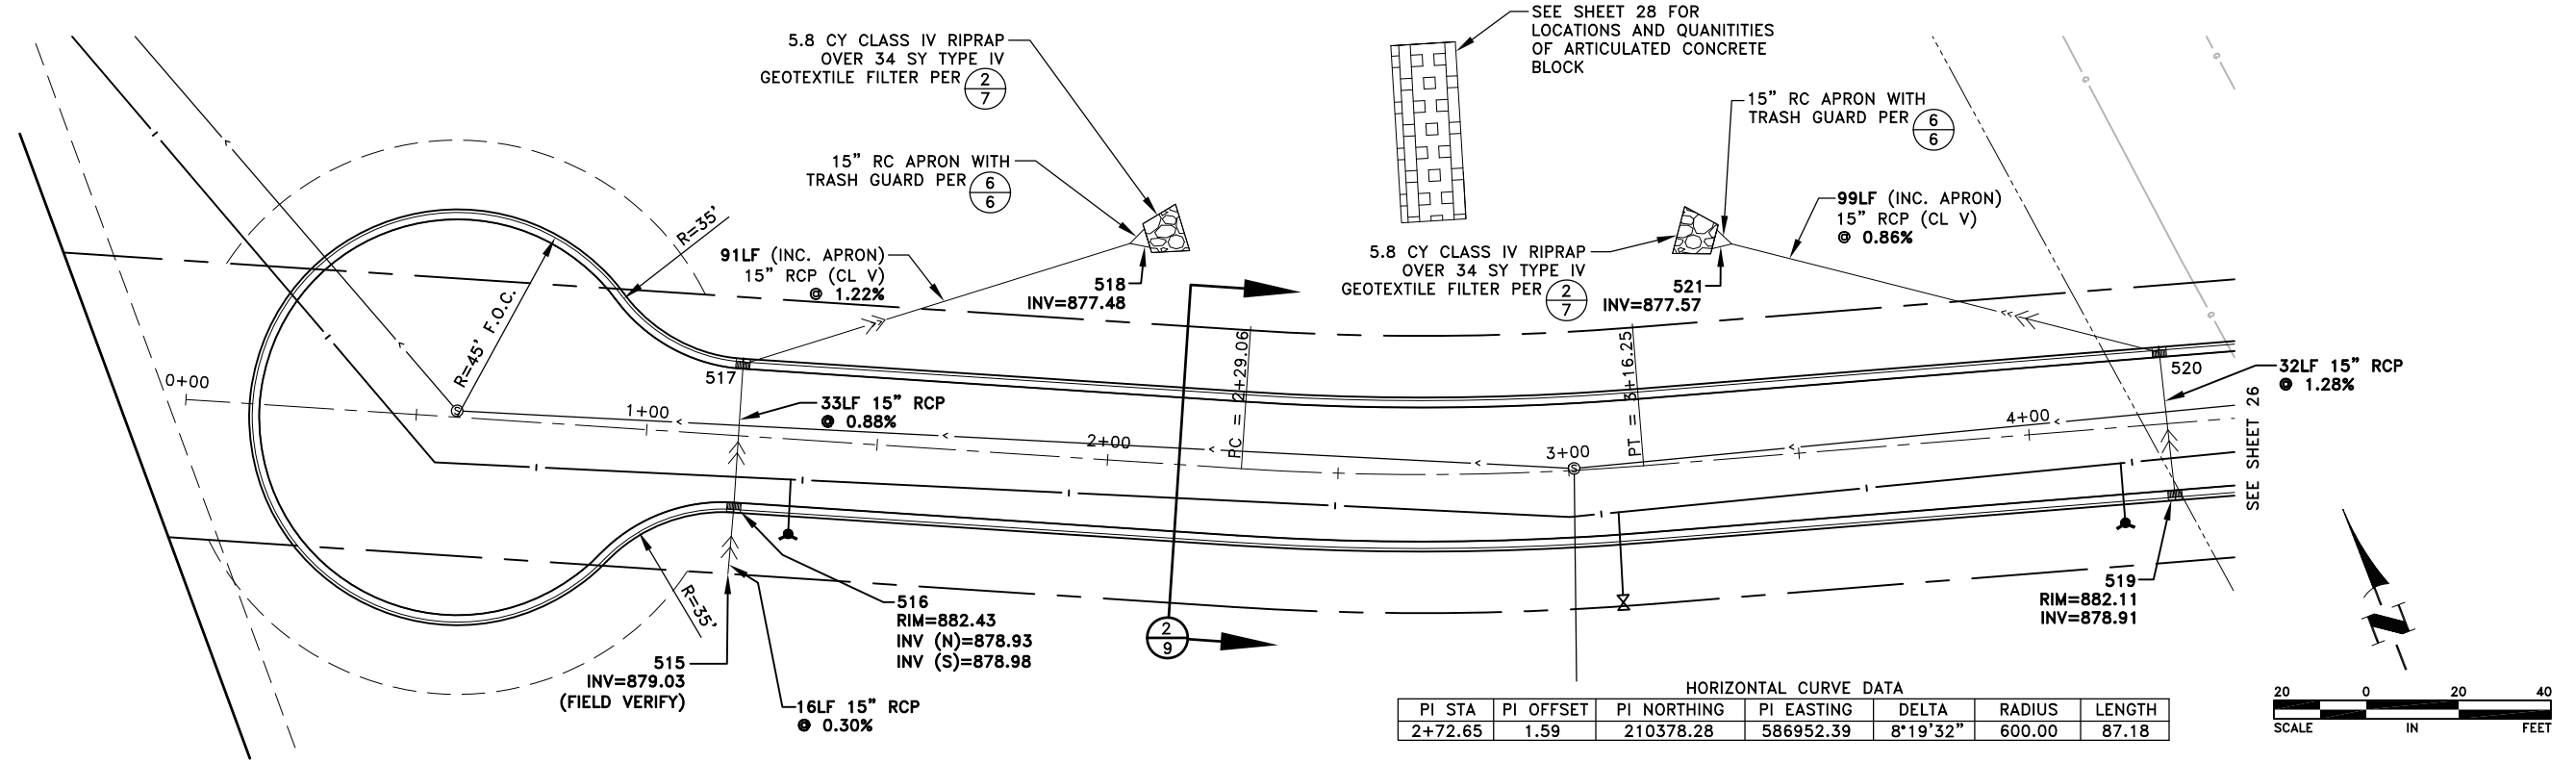 SEE SHEET 28 FOR
LOCATIONS AND QUANITITIES
OF ARTICULATED CONCRETE
BLOCK
5.8 CY CLASS IV RIPRAP
OVER 34 SY TYPE IV
GEOTEXTILE FILTER PER
2
7
15" RC APRON WITH
TRASH GUARD PER
6
6
15" RC APRON WITH
TRASH GUARD PER
6
6
99LF (INC. APRON)
15" RCP (CL V)
@ 0.86%
R=35'
91LF (INC. APRON)
15" RCP (CL V)
@ 1.22%
518
INV=877.48
5.8 CY CLASS IV RIPRAP
OVER 34 SY TYPE IV
GEOTEXTILE FILTER PER
2
7
521
INV=877.57
R=45' F.O.C.
0+00
517
1+00
33LF 15" RCP
@ 0.88%
2+00
PC = 2+29.06
3+00
PT = 3+16.25
4+00
520
32LF 15" RCP
@ 1.28%
SEE SHEET 26
S
S
G
G
G
R=35'
516
RIM=882.43
INV (N)=878.93
INV (S)=878.98
515
INV=879.03
(FIELD VERIFY)
16LF 15" RCP
@ 0.30%
2
9
519
RIM=882.11
INV=878.91
N
HORIZONTAL CURVE DATA
PI STA PI OFFSET PI NORTHING PI EASTING DELTA RADIUS LENGTH
2+72.65 1.59 210378.28 586952.39 8°19'32" 600.00 87.18
20 0 20 40
SCALE IN FEET